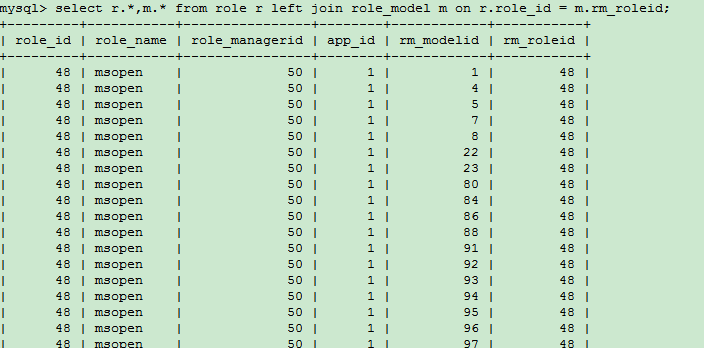 mysql> select r.*,m.* from role r left join role_model m on r.role_id = m.rm_roleid;
+---------+-----------+----------------+--------+------------+-----------+
| role_id | role_name | role_managerid | app_id | rm_modelid | rm_roleid |
+---------+-----------+----------------+--------+------------+-----------+
| 48 | msopen | 50 | 1 | 1 | 48 |
| 48 | msopen | 50 | 1 | 4 | 48 |
| 48 | msopen | 50 | 1 | 5 | 48 |
| 48 | msopen | 50 | 1 | 7 | 48 |
| 48 | msopen | 50 | 1 | 8 | 48 |
| 48 | msopen | 50 | 1 | 22 | 48 |
| 48 | msopen | 50 | 1 | 23 | 48 |
| 48 | msopen | 50 | 1 | 80 | 48 |
| 48 | msopen | 50 | 1 | 84 | 48 |
| 48 | msopen | 50 | 1 | 86 | 48 |
| 48 | msopen | 50 | 1 | 88 | 48 |
| 48 | msopen | 50 | 1 | 91 | 48 |
| 48 | msopen | 50 | 1 | 92 | 48 |
| 48 | msopen | 50 | 1 | 93 | 48 |
| 48 | msopen | 50 | 1 | 94 | 48 |
| 48 | msopen | 50 | 1 | 95 | 48 |
| 48 | msopen | 50 | 1 | 96 | 48 |
| 48 | msopen | 50 | 1 | 97 | 48 |